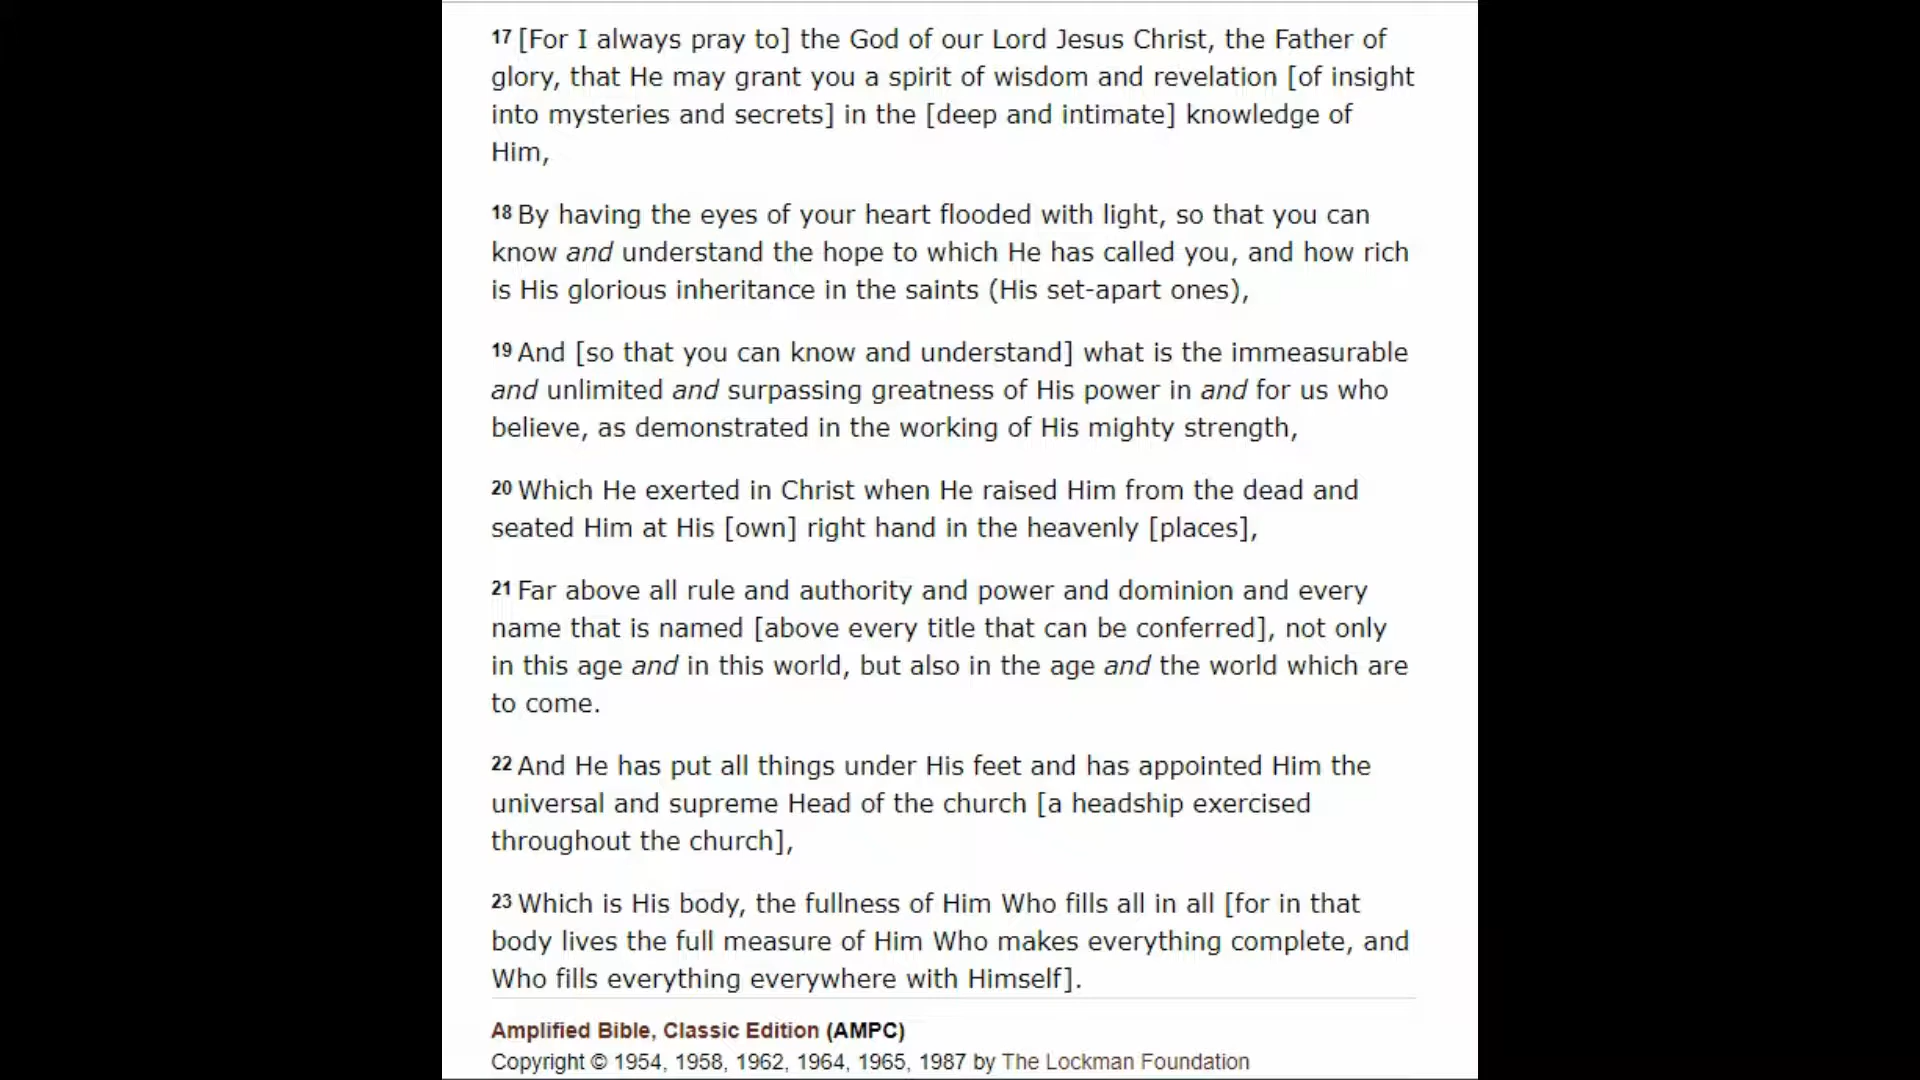 17 [For I always pray to] the God of our Lord Jesus Christ, the Father of
glory, that He may grant you a spirit of wisdom and revelation [of insight
into mysteries and secrets] in the [deep and intimate] knowledge of
Him,
18 By having the eyes of your heart flooded with light, so that you can
know and understand the hope to which He has called you, and how rich
is His glorious inheritance in the saints (His set-apart ones),
19 And [so that you can know and understand] what is the immeasurable
and unlimited and surpassing greatness of His power in and for us who
believe, as demonstrated in the working of His mighty strength,
20 Which He exerted in Christ when He raised Him from the dead and
seated Him at His [own] right hand in the heavenly [places],
21 Far above all rule and authority and power and dominion and every
name that is named [above every title that can be conferred], not only
in this age and in this world, but also in the age and the world which are
to come.
22 And He has put all things under His feet and has appointed Him the
universal and supreme Head of the church [a headship exercised
throughout the church],
23 Which is His body, the fullness of Him Who fills all in all [for in that
body lives the full measure of Him Who makes everything complete, and
Who fills everything everywhere with Himself].
Amplified Bible, Classic Edition (AMPC)
Copyright © 1954, 1958, 1962, 1964, 1965, 1987 by The Lockman Foundation